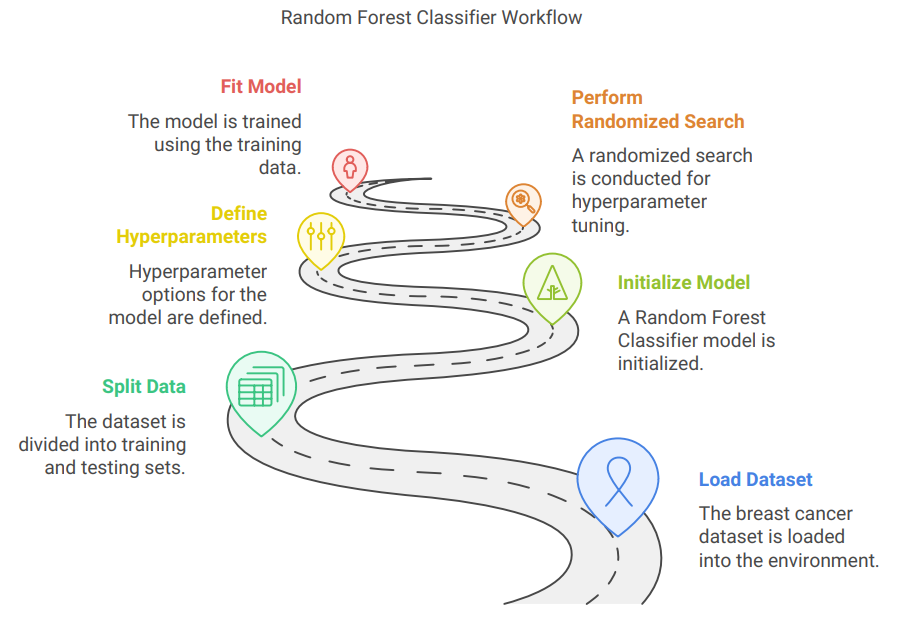 Random Forest Classifier Workflow
Fit Model
The model is trained
using the training
data.
Perform
Randomized Search
A randomized search
is conducted for
hyperparameter
tuning.
Define
Hyperparameters
Hyperparameter
options for the
model are defined.
Initialize Model
A Random Forest
Classifier model is
initialized.
Split Data
The dataset is
divided into training
and testing sets.
Load Dataset
The breast cancer
dataset is loaded
into the environment.